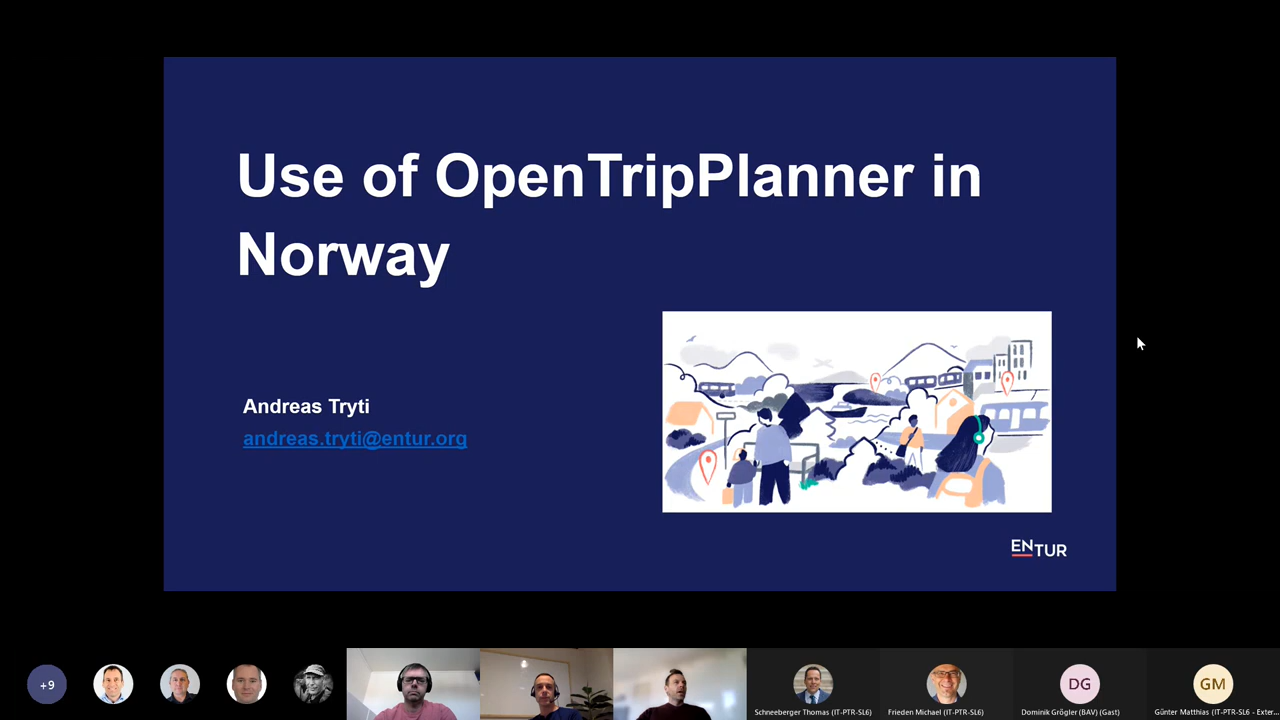 Use of OpenTripPlanner in
Norway
Andreas Tryti
andreas.tryti@entur.org
ENTUR
+9
Schneeberger Thomas (IT-PTR-SL6)
Frieden Michael (IT-PTR-SL6)
DG
Dominik Grögler (BAV) (Gast)
GM
Günter Matthias (IT-PTR-SL6 - Exter...